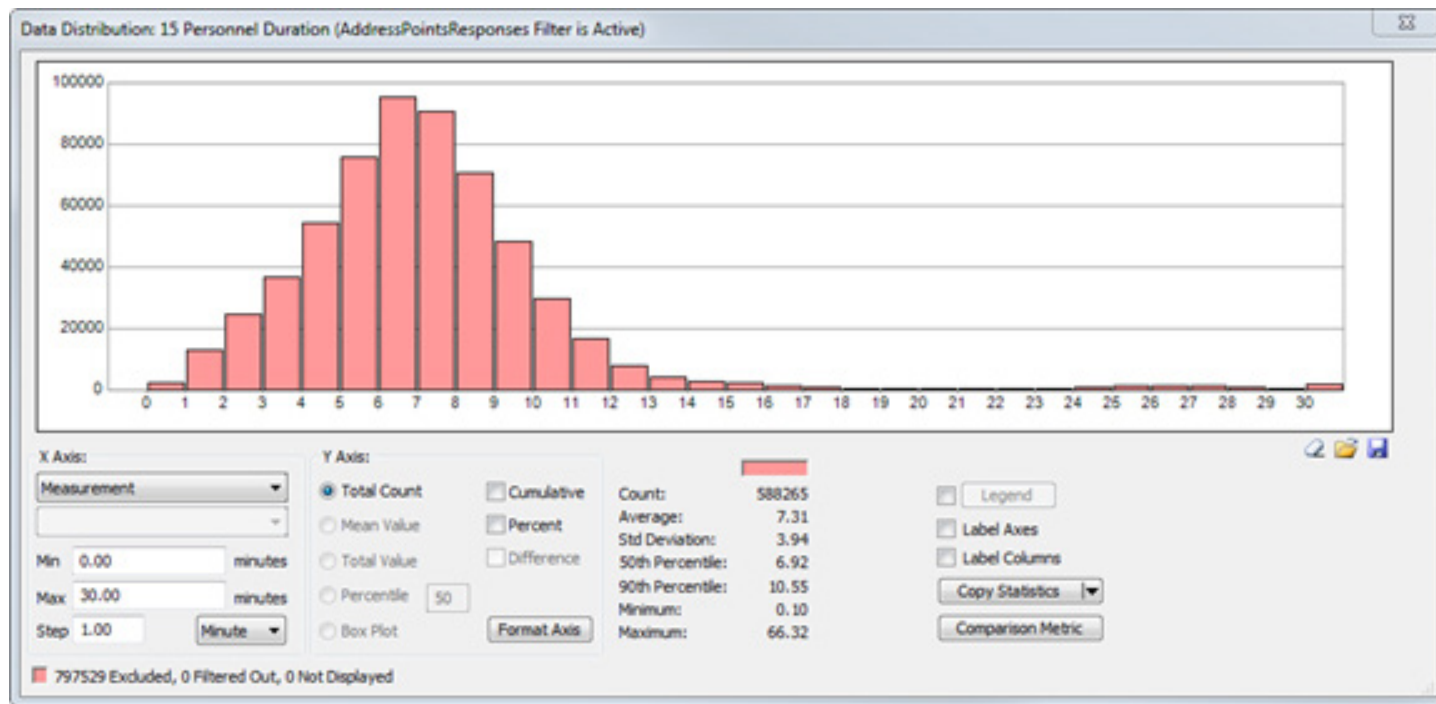 Data Distribution: 15 Personnel Duration (AddressPointsResponses Filter is Active)
100000
80000
60000
40000
20000
0
0 1 2 3 4 5 6 7 8 9 10 11 12 13 14 15 16 17 18 19 20 21 22 23 24 25 26 27 28 29 30
X Axis:
Measurement
Min 0.00 minutes
Max 30.00 minutes
Step 1.00 Minute
Y Axis:
Total Count Cumulative
Mean Value Percent
Total Value Difference
Percentile 50
Box Plot Format Axis
Count: 588265
Average: 7.31
Std Deviation: 3.94
50th Percentile: 6.92
90th Percentile: 10.55
Minimum: 0.10
Maximum: 66.32
Legend
Label Axes
Label Columns
Copy Statistics
Comparison Metric
797529 Excluded, 0 Filtered Out, 0 Not Displayed